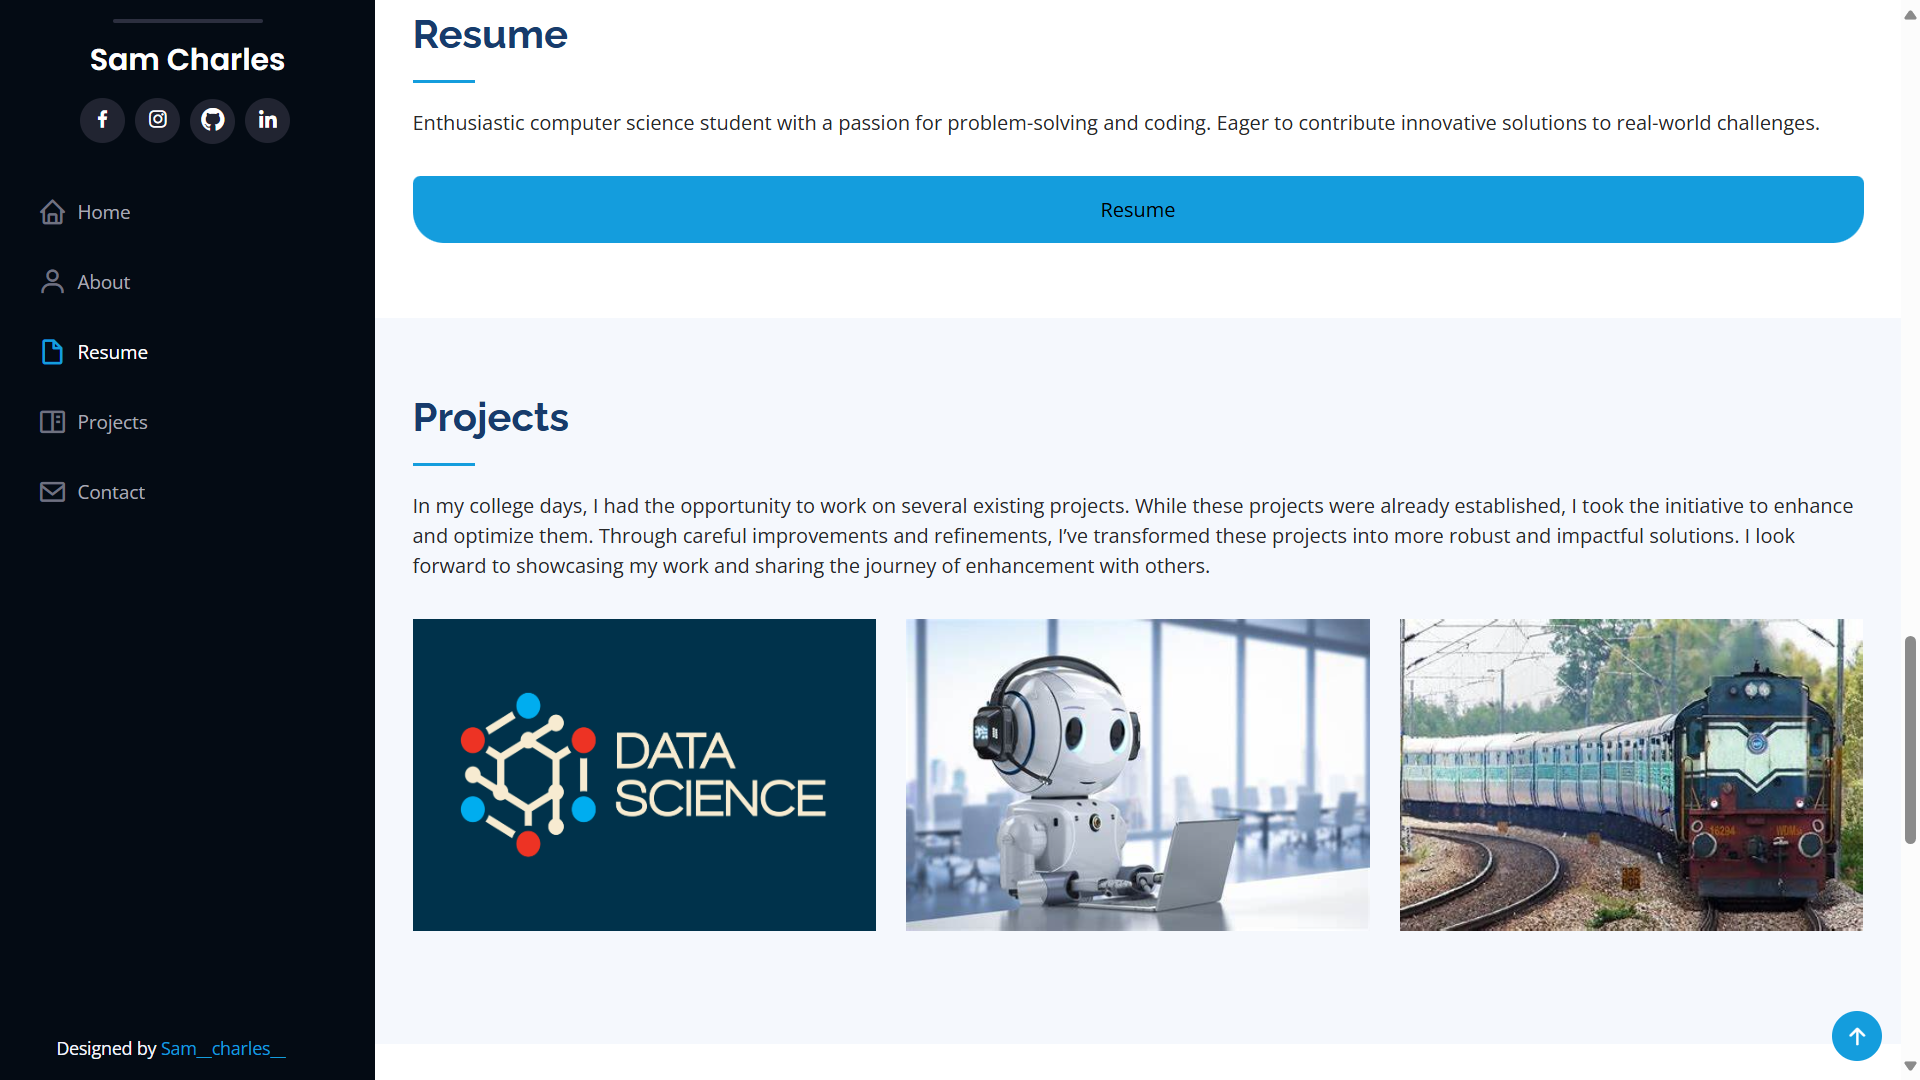 Sam Charles
Home
About
Resume
Projects
Contact
Designed by Sam__charles__
Resume
Enthusiastic computer science student with a passion for problem-solving and coding. Eager to contribute innovative solutions to real-world challenges.
Resume
Projects
In my college days, I had the opportunity to work on several existing projects. While these projects were already established, I took the initiative to enhance
and optimize them. Through careful improvements and refinements, I’ve transformed these projects into more robust and impactful solutions. I look
forward to showcasing my work and sharing the journey of enhancement with others.
DATA
SCIENCE
16294 WDM